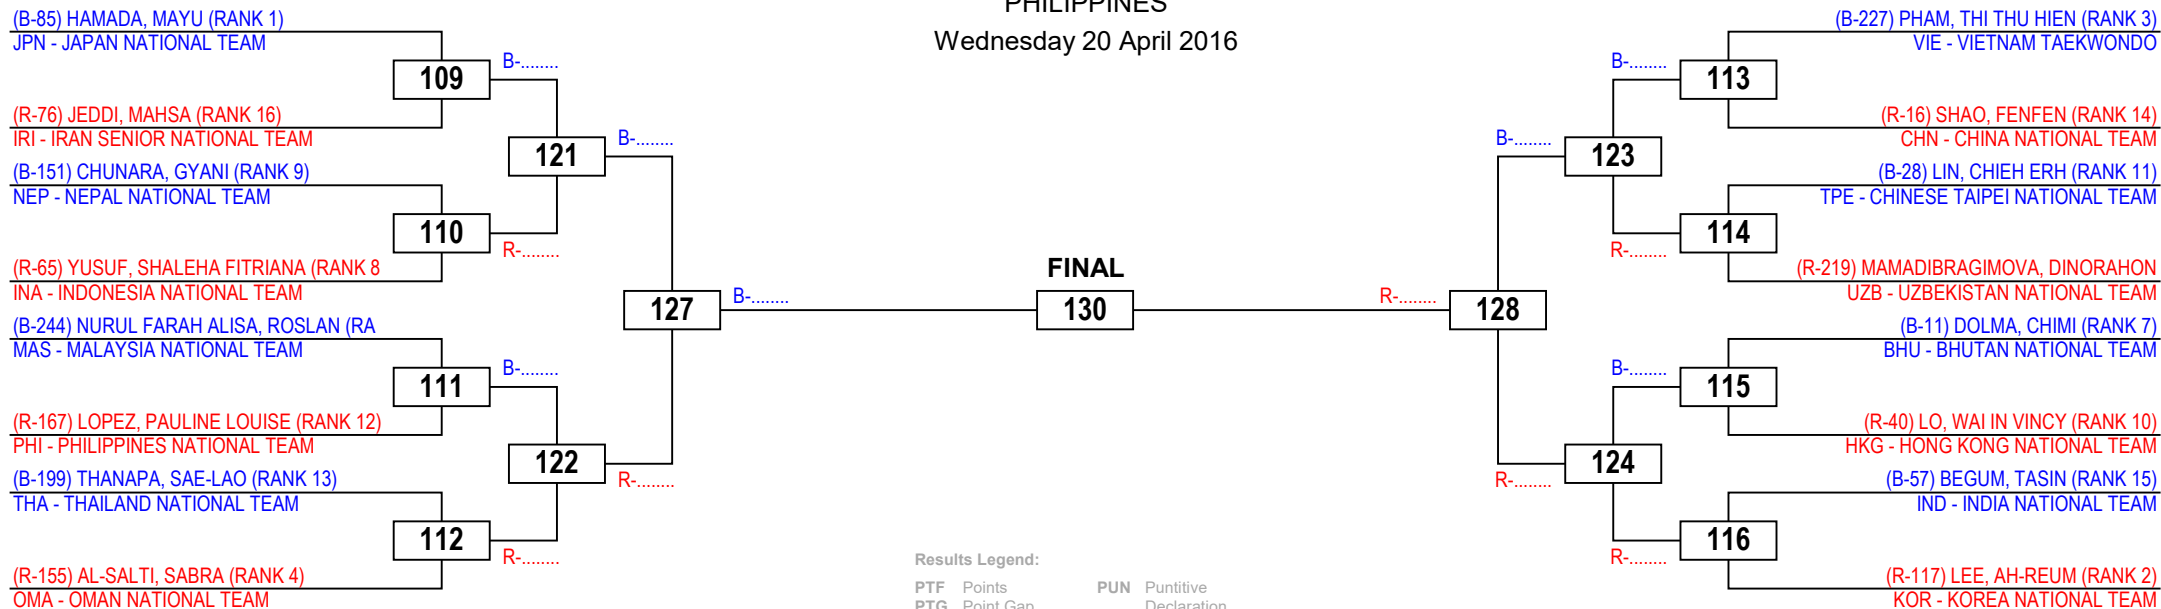 PHILIPPINES
Wednesday 20 April 2016
(B-85) HAMADA, MAYU (RANK 1)
JPN - JAPAN NATIONAL TEAM
109
B-........
(R-76) JEDDI, MAHSA (RANK 16)
IRI - IRAN SENIOR NATIONAL TEAM
121
B-........
(B-151) CHUNARA, GYANI (RANK 9)
NEP - NEPAL NATIONAL TEAM
110
R-........
(R-65) YUSUF, SHALEHA FITRIANA (RANK 8
INA - INDONESIA NATIONAL TEAM
127
B-........
(B-244) NURUL FARAH ALISA, ROSLAN (RA
MAS - MALAYSIA NATIONAL TEAM
111
B-........
(R-167) LOPEZ, PAULINE LOUISE (RANK 12)
PHI - PHILIPPINES NATIONAL TEAM
122
R-........
(B-199) THANAPA, SAE-LAO (RANK 13)
THA - THAILAND NATIONAL TEAM
112
R-........
(R-155) AL-SALTI, SABRA (RANK 4)
OMA - OMAN NATIONAL TEAM
FINAL
130
(B-227) PHAM, THI THU HIEN (RANK 3)
VIE - VIETNAM TAEKWONDO
B-........
113
(R-16) SHAO, FENFEN (RANK 14)
CHN - CHINA NATIONAL TEAM
B-........
123
(B-28) LIN, CHIEH ERH (RANK 11)
TPE - CHINESE TAIPEI NATIONAL TEAM
114
R-........
(R-219) MAMADIBRAGIMOVA, DINORAHON
UZB - UZBEKISTAN NATIONAL TEAM
R-........
128
(B-11) DOLMA, CHIMI (RANK 7)
BHU - BHUTAN NATIONAL TEAM
B-........
115
(R-40) LO, WAI IN VINCY (RANK 10)
HKG - HONG KONG NATIONAL TEAM
124
R-........
(B-57) BEGUM, TASIN (RANK 15)
IND - INDIA NATIONAL TEAM
116
R-........
(R-117) LEE, AH-REUM (RANK 2)
KOR - KOREA NATIONAL TEAM
Results Legend:
PTF Points PUN Puntitive
PTG Point Gap Declaration